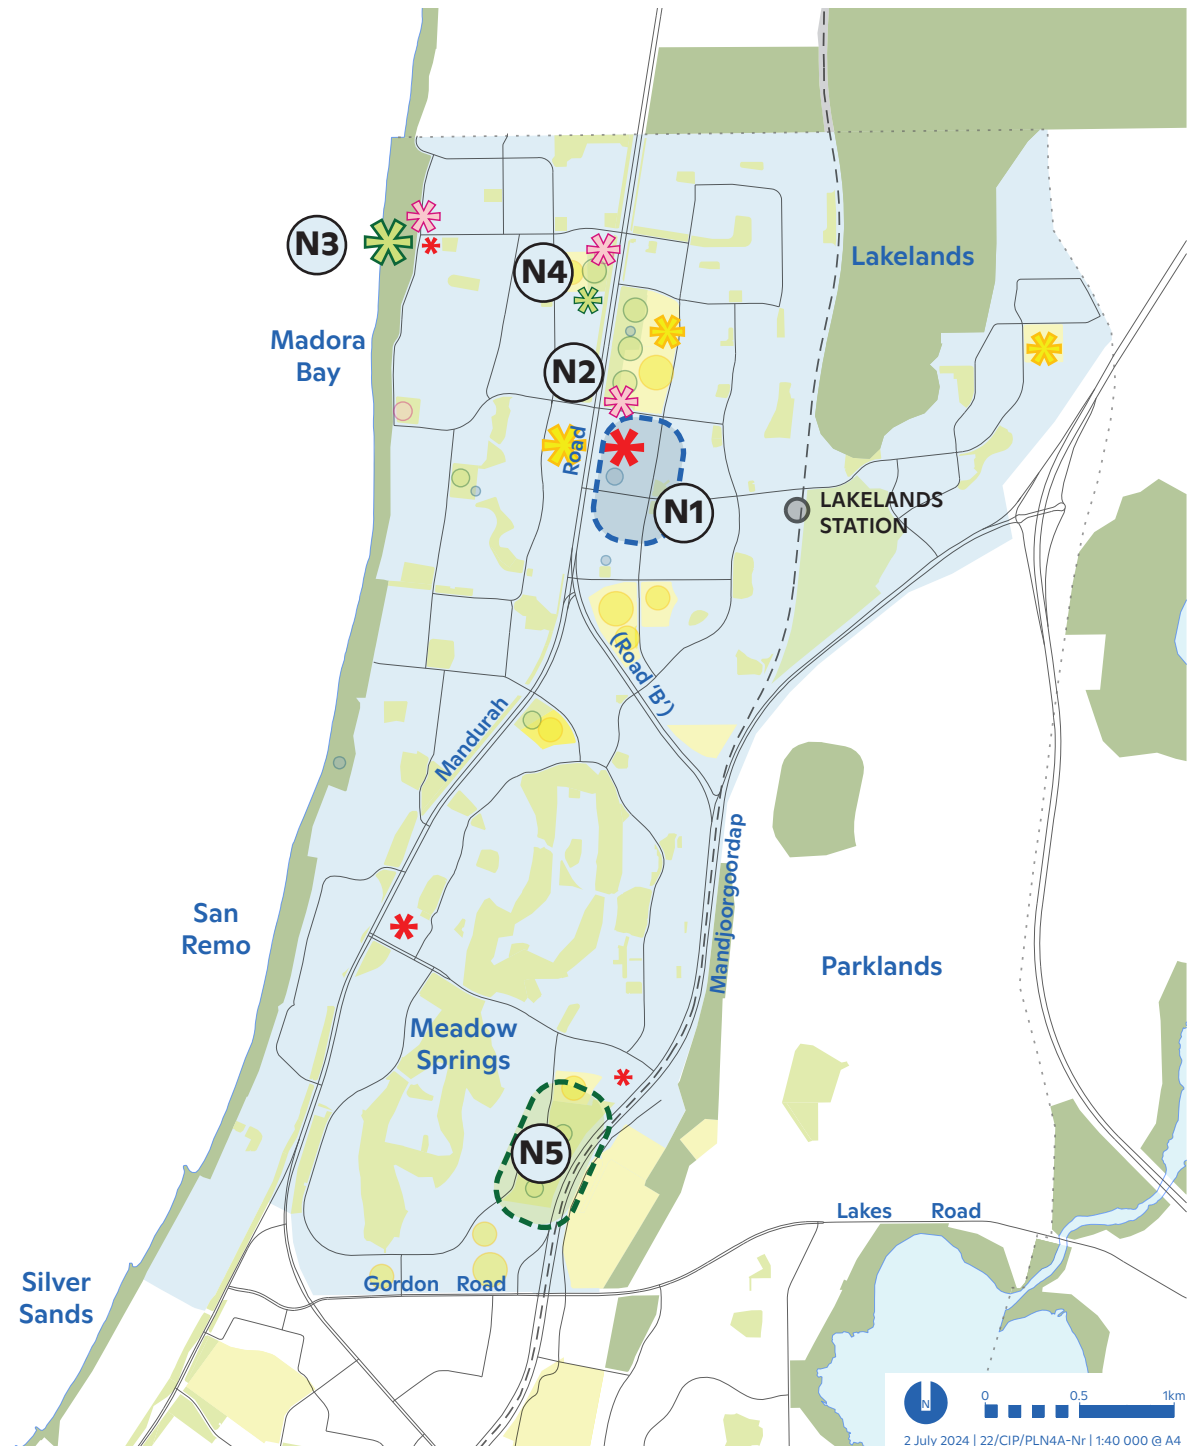 N3
N4
Lakelands
Madora
Bay
N2
Road
N1
LAKELANDS
STATION
(Road 'B')
Mandurah
Mandjoorgoordap
San
Remo
Parklands
Meadow
Springs
N5
Lakes Road
Silver
Sands
Gordon Road
N
0 0.5 1km
2 July 2024 | 22/CIP/PLN4A-Nr | 1:40 000 @ A4